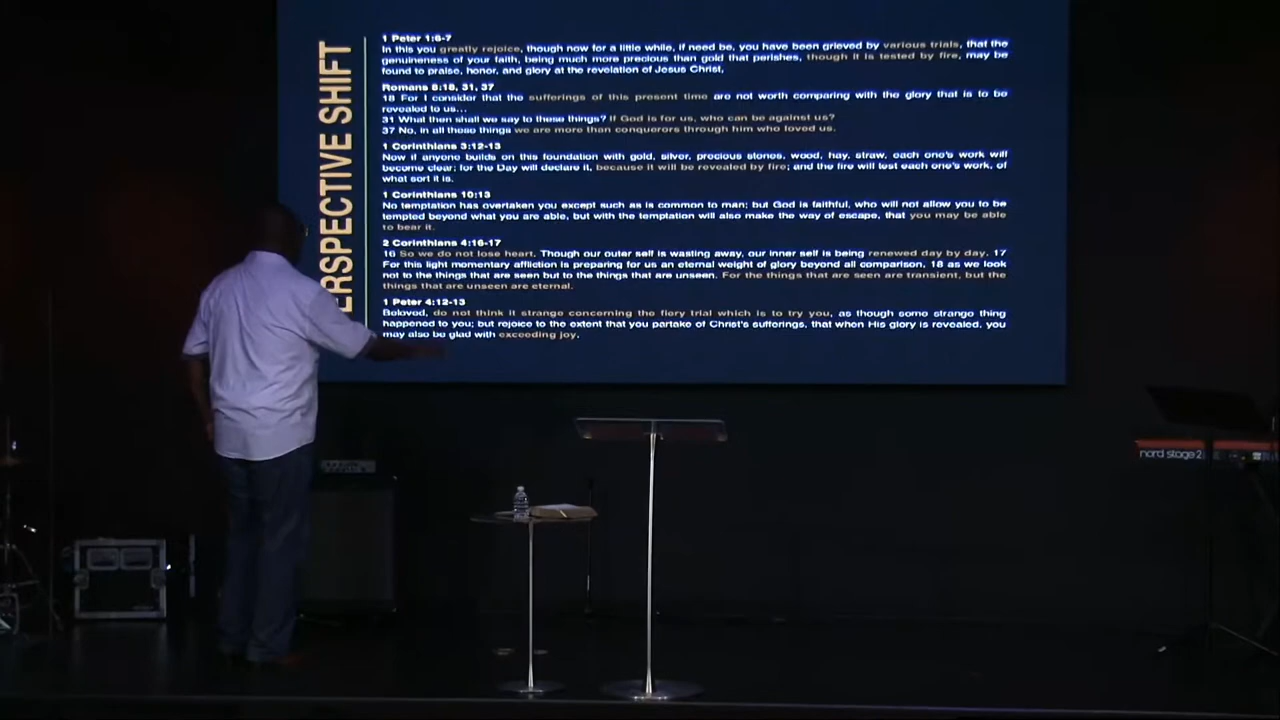 PERSPECTIVE SHIFT
1 Peter 1:6-7
In this you greatly rejoice, though now for a little while, if need be, you have been grieved by various trials, that the
genuineness of your faith, being much more precious than gold that perishes, though it is tested by fire, may be
found to praise, honor, and glory at the revelation of Jesus Christ,
Romans 8:18, 31, 37
18 For I consider that the sufferings of this present time are not worth comparing with the glory that is to be
revealed to us...
31 What then shall we say to these things? If God is for us, who can be against us?
37 No, in all these things we are more than conquerors through him who loved us.
1 Corinthians 3:12-13
Now if anyone builds on this foundation with gold, silver, precious stones, wood, hay, straw, each one's work will
become clear; for the Day will declare it, because it will be revealed by fire; and the fire will test each one's work, of
what sort it is.
1 Corinthians 10:13
No temptation has overtaken you except such as is common to man; but God is faithful, who will not allow you to be
tempted beyond what you are able, but with the temptation will also make the way of escape, that you may be able
to bear it.
2 Corinthians 4:16-17
16 So we do not lose heart. Though our outer self is wasting away, our inner self is being renewed day by day. 17
For this light momentary affliction is preparing for us an eternal weight of glory beyond all comparison, 18 as we look
not to the things that are seen but to the things that are unseen. For the things that are seen are transient, but the
things that are unseen are eternal.
1 Peter 4:12-13
Beloved, do not think it strange concerning the fiery trial which is to try you, as though some strange thing
happened to you; but rejoice to the extent that you partake of Christ's sufferings, that when His glory is revealed, you
may also be glad with exceeding joy.
nord stage 2